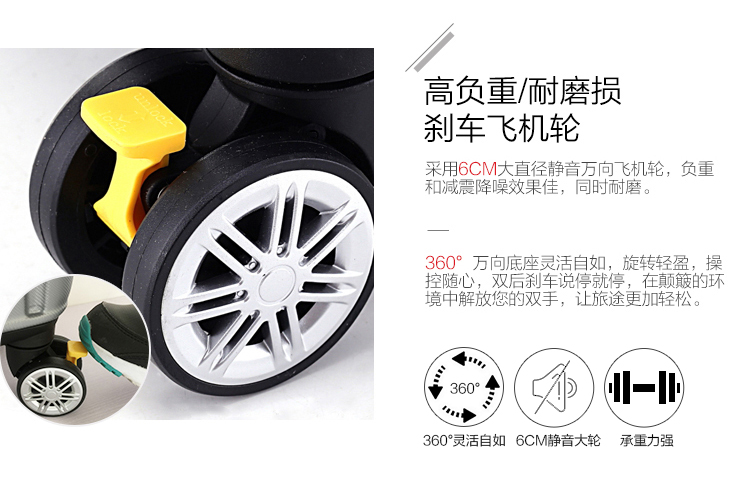 高负重/耐磨损
刹车飞机轮
采用6CM大直径静音万向飞机轮，负重
和减震降噪效果佳，同时耐磨。
360°万向底座灵活自如，旋转轻盈，操
控随心，双后刹车说停就停，在颠簸的环
境中解放您的双手，让旅途更加轻松。
360°
360°灵活自如
6CM静音大轮
承重力强
unlock
lock